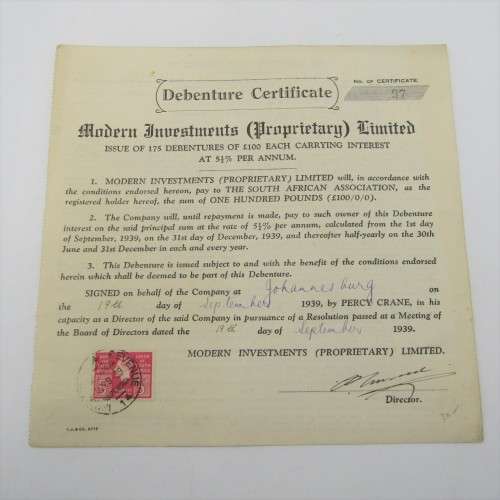 No. OF CERTIFICATE.
37
Debenture Certificate
Modern Investments (Proprietary) Limited
ISSUE OF 175 DEBENTURES OF £100 EACH CARRYING INTEREST
AT 5½% PER ANNUM.
1. MODERN INVESTMENTS (PROPRIETARY) LIMITED will, in accordance
with the conditions endorsed hereon, pay to THE SOUTH AFRICAN ASSOCIATION, as
the registered holder hereof, the sum of ONE HUNDRED POUNDS (£100/0/0).
2. The Company will, until repayment is made, pay to such owner of this Debenture
interest on the said principal sum at the rate of 5½% per annum, calculated from the 1st day
of September, 1939, on the 31st day of December, 1939, and thereafter half-yearly on the 30th
June and 31st December in each and every year.
3. This Debenture is issued subject to and with the benefit of the conditions endorsed
herein which shall be deemed to be part of this Debenture.
SIGNED on behalf of the Company at Johannesburg
on the 19th day of September 1939, by PERCY CRANE, in his
capacity as a Director of the said Company in pursuance of a Resolution passed at a Meeting of
the Board of Directors dated the 19th day of September 1939.
MODERN INVESTMENTS (PROPRIETARY) LIMITED.
Director.